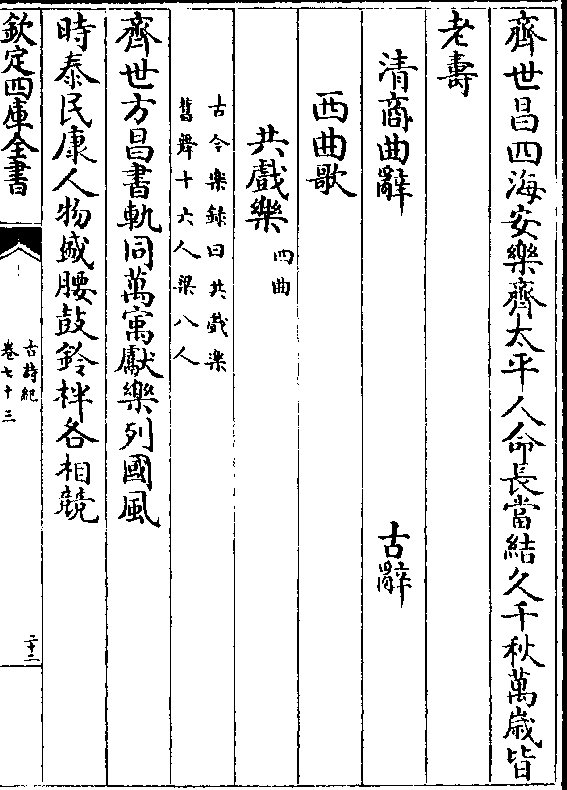 齊世昌四海安樂齊太平人命長當結久千秋萬歲皆
老壽
清商曲辭　古辭
西曲歌
共戲樂四曲
古今樂録曰共戲樂
舊舞十六人梁八人
齊世方昌書軌同萬㝢獻樂列國風
時泰民康人物盛腰鼓鈴柈各相競
欽定四庫全書
古詩紀
卷七十三
二十二